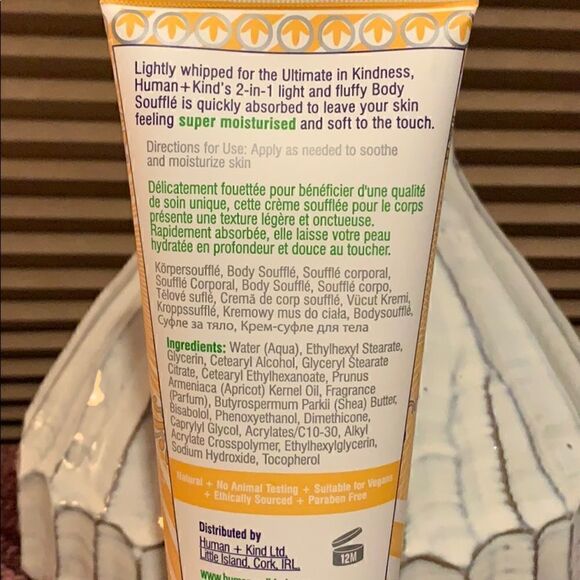 Lightly whipped for the Ultimate in Kindness,
Human+Kind's 2-in-1 light and fluffy Body
Soufflé is quickly absorbed to leave your skin
feeling super moisturised and soft to the touch.
Directions for Use: Apply as needed to soothe
and moisturize skin
Délicatement fouettée pour bénéficier d'une qualité
de soin unique, cette crème soufflée pour le corps
présente une texture légère et onctueuse.
Rapidement absorbée, elle laisse votre peau
hydratée en profondeur et douce au toucher.
Körpersoufflé, Body Soufflé, Soufflé corporal,
Soufflé Corporal, Body Soufflé, Soufflé corpo,
Tělové suflé, Cremă de corp soufflé, Vücut Kremi,
Kroppssufflé, Kremowy mus do ciała, Bodysoufflé,
Суфле за тяло, Крем-суфле для тела
Ingredients: Water (Aqua), Ethylhexyl Stearate,
Glycerin, Cetearyl Alcohol, Glyceryl Stearate
Citrate, Cetearyl Ethylhexanoate, Prunus
Armeniaca (Apricot) Kernel Oil, Fragrance
(Parfum), Butyrospermum Parkii (Shea) Butter,
Bisabolol, Phenoxyethanol, Dimethicone,
Caprylyl Glycol, Acrylates/C10-30, Alkyl
Acrylate Crosspolymer, Ethylhexylglycerin,
Sodium Hydroxide, Tocopherol
Natural + No Animal Testing + Suitable for Vegans
+ Ethically Sourced + Paraben Free
Distributed by
Human + Kind Ltd,
Little Island, Cork, IRL.
12M